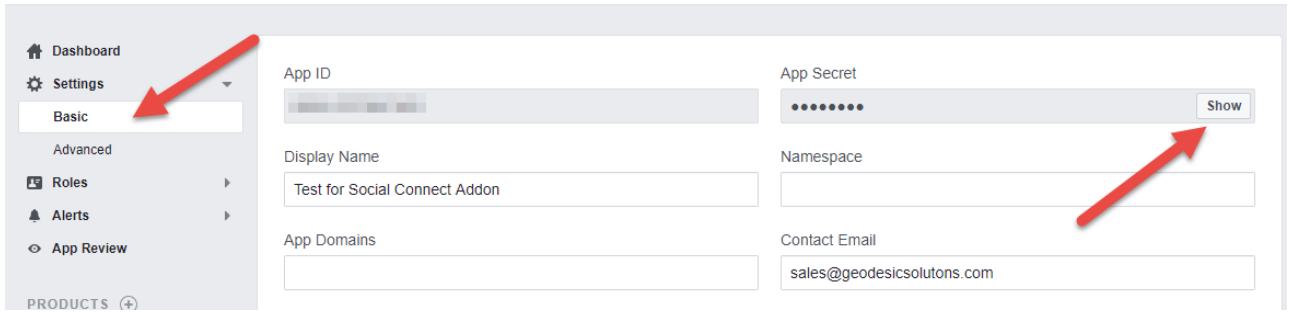 Dashboard
Settings
Basic
Advanced
Roles
Alerts
App Review
PRODUCTS
App ID
App Secret
●●●●●●●●
Show
Display Name
Namespace
Test for Social Connect Addon
App Domains
Contact Email
sales@geodesicsolutons.com